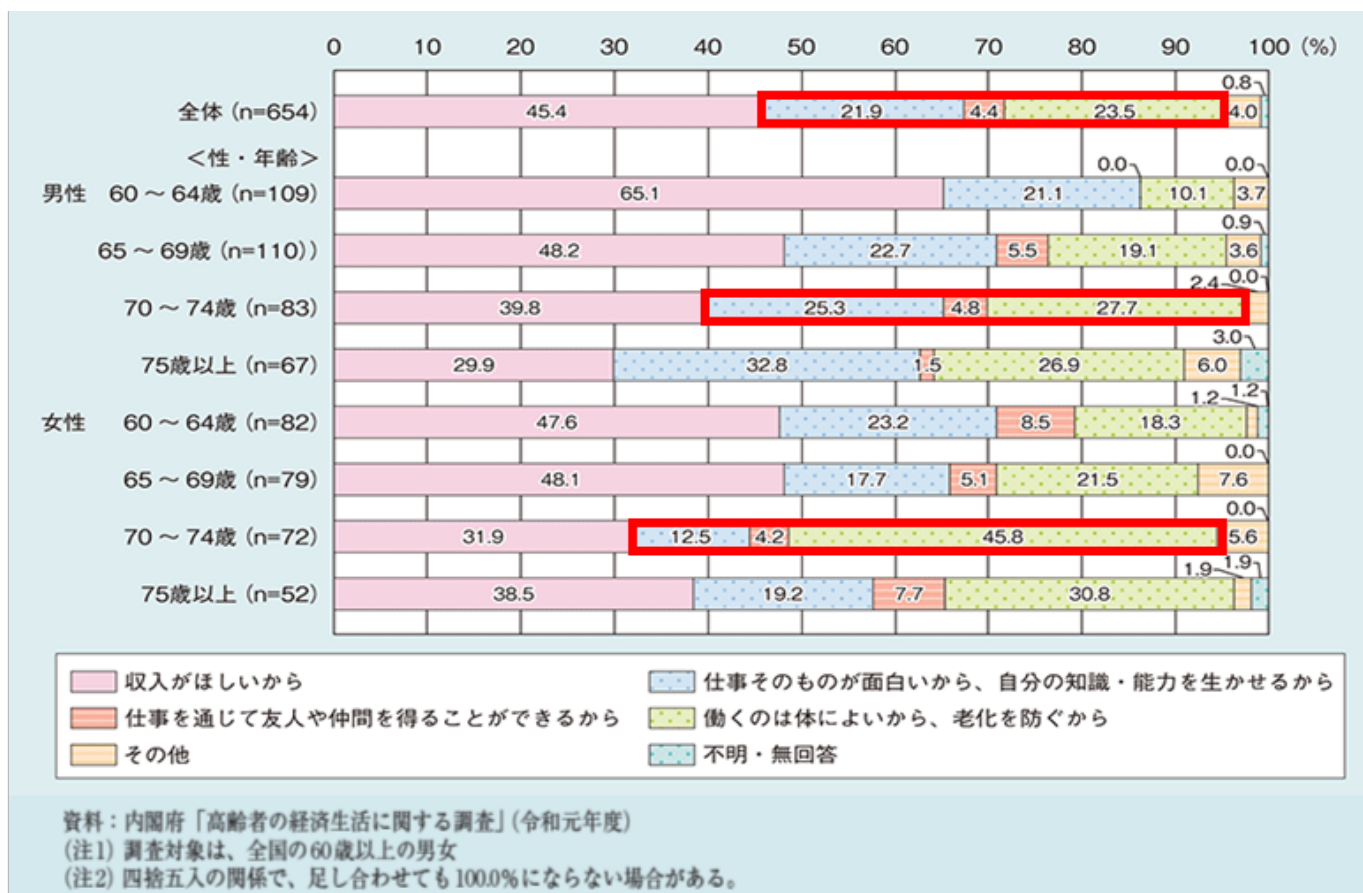 0 10 20 30 40 50 60 70 80 90 100 (%)
0.8
全体 (n=654) 45.4 21.9 4.4 23.5 4.0
<性・年齢>
0.0 0.0
男性 60 ~ 64歳 (n=109) 65.1 21.1 10.1 3.7
0.9
65 ~ 69歳 (n=110)) 48.2 22.7 5.5 19.1 3.6
2.4 0.0
70 ~ 74歳 (n=83) 39.8 25.3 4.8 27.7
3.0
75歳以上 (n=67) 29.9 32.8 1.5 26.9 6.0
1.2 1.2
女性 60 ~ 64歳 (n=82) 47.6 23.2 8.5 18.3
0.0
65 ~ 69歳 (n=79) 48.1 17.7 5.1 21.5 7.6
0.0
70 ~ 74歳 (n=72) 31.9 12.5 4.2 45.8 5.6
1.9 1.9
75歳以上 (n=52) 38.5 19.2 7.7 30.8
収入がほしいから 仕事そのものが面白いから、自分の知識・能力を生かせるから
仕事を通じて友人や仲間を得ることができるから 働くのは体によいから、老化を防ぐから
その他 不明・無回答
資料:内閣府「高齢者の経済生活に関する調査」(令和元年度)
(注1) 調査対象は、全国の60歳以上の男女
(注2) 四捨五入の関係で、足し合わせても100.0%にならない場合がある。